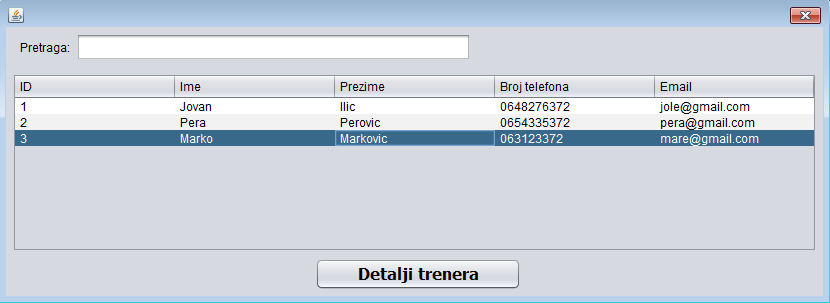 Pretraga:
ID Ime Prezime Broj telefona Email
1 Jovan Ilic 0648276372 jole@gmail.com
2 Pera Perovic 0654335372 pera@gmail.com
3 Marko Markovic 063123372 mare@gmail.com
Detalji trenera